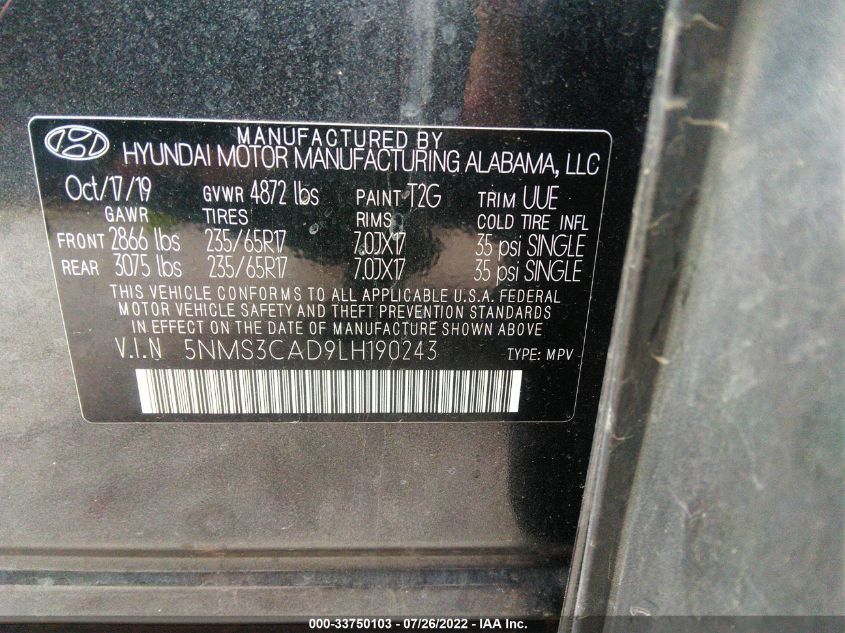 MANUFACTURED BY
HYUNDAI MOTOR MANUFACTURING ALABAMA, LLC
Oct/17/19 GVWR 4872 lbs PAINT T2G TRIM UUE
GAWR TIRES RIMS COLD TIRE INFL
FRONT 2866 lbs 235/65R17 7.0JX17 35 psi SINGLE
REAR 3075 lbs 235/65R17 7.0JX17 35 psi SINGLE
THIS VEHICLE CONFORMS TO ALL APPLICABLE U.S.A. FEDERAL
MOTOR VEHICLE SAFETY AND THEFT PREVENTION STANDARDS
IN EFFECT ON THE DATE OF MANUFACTURE SHOWN ABOVE
V.I.N 5NMS3CAD9LH190243 TYPE: MPV
000-33750103 - 07/26/2022 - IAA Inc.